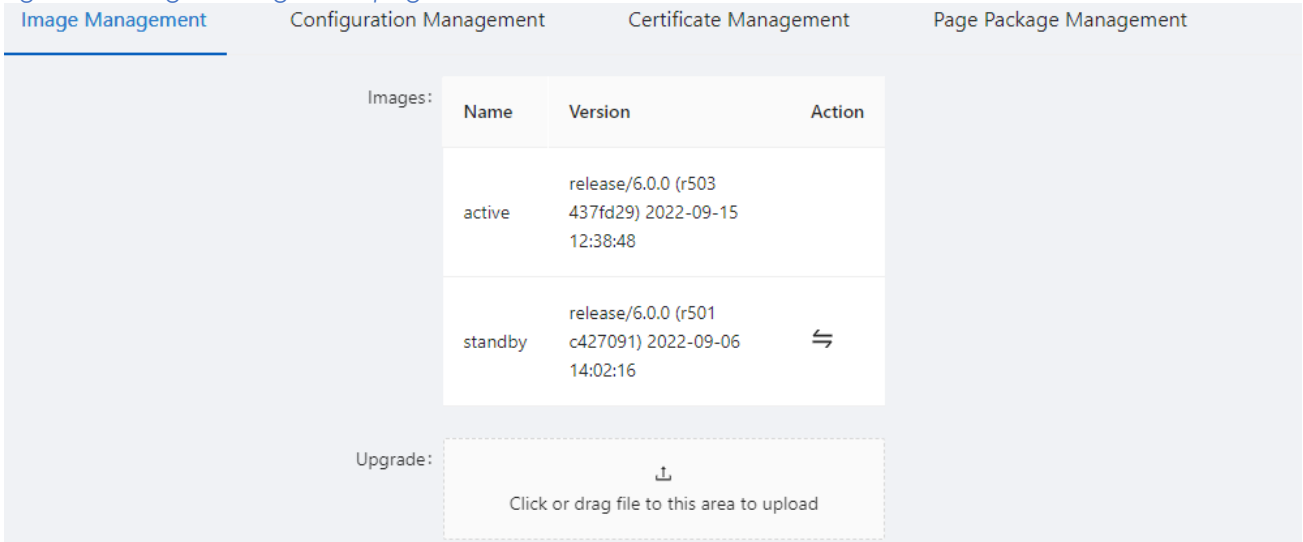 Image Management Configuration Management Certificate Management Page Package Management
Images:
Name Version Action
release/6.0.0 (r503
active 437fd29) 2022-09-15
12:38:48
release/6.0.0 (r501
standby c427091) 2022-09-06
14:02:16
Upgrade:
Click or drag file to this area to upload